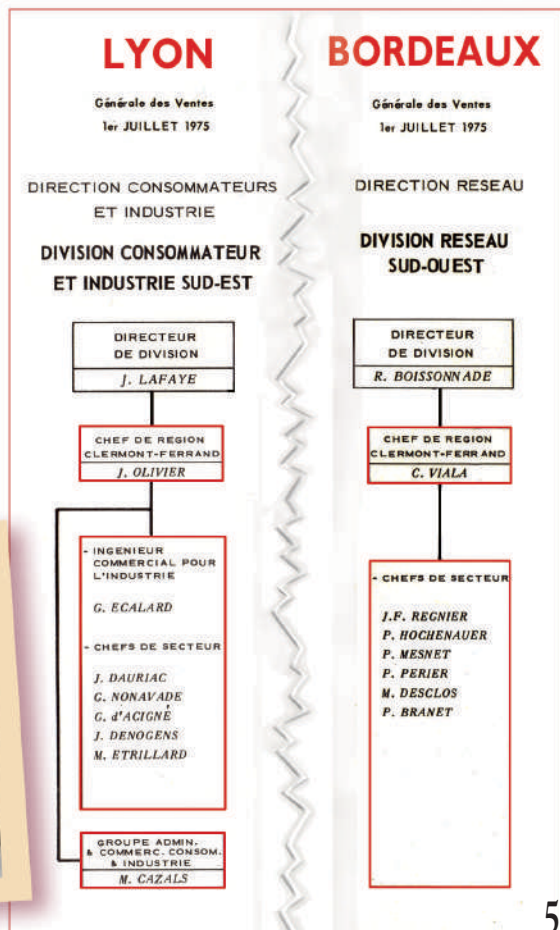 LYON
Générale des Ventes
1er JUILLET 1975
DIRECTION CONSOMMATEURS
ET INDUSTRIE
DIVISION CONSOMMATEUR
ET INDUSTRIE SUD-EST
DIRECTEUR
DE DIVISION
J. LAFAYE
CHEF DE REGION
CLERMONT-FERRAND
J. OLIVIER
- INGENIEUR
COMMERCIAL POUR
L'INDUSTRIE
G. ECALARD
- CHEFS DE SECTEUR
J. DAURIAC
G. NONAVADE
G. d'ACIGNÉ
J. DENOGENS
M. ETRILLARD
GROUPE ADMIN.
& COMMERC. CONSOM.
& INDUSTRIE
M. CAZALS
BORDEAUX
Générale des Ventes
1er JUILLET 1975
DIRECTION RESEAU
DIVISION RESEAU
SUD-OUEST
DIRECTEUR
DE DIVISION
R. BOISSONNADE
CHEF DE REGION
CLERMONT-FERRAND
C. VIALA
- CHEFS DE SECTEUR
J.F. REGNIER
P. HOCHENAUER
P. MESNET
P. PERIER
M. DESCLOS
P. BRANET
5